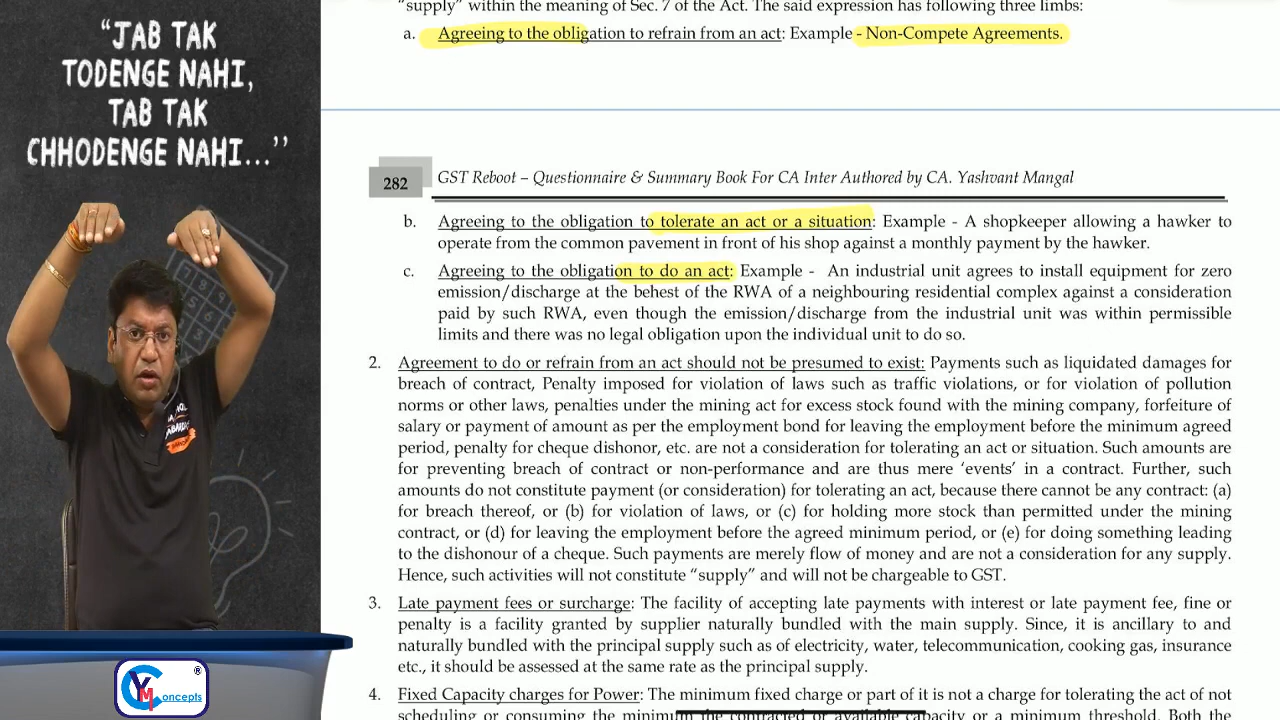 “JAB TAK
TODENGE NAHI,
TAB TAK
CHHODENGE NAHI...’’
“supply” within the meaning of Sec. 7 of the Act. The said expression has following three limbs:
a. Agreeing to the obligation to refrain from an act: Example - Non-Compete Agreements.
282
GST Reboot – Questionnaire & Summary Book For CA Inter Authored by CA. Yashvant Mangal
b. Agreeing to the obligation to tolerate an act or a situation: Example - A shopkeeper allowing a hawker to
operate from the common pavement in front of his shop against a monthly payment by the hawker.
c. Agreeing to the obligation to do an act: Example - An industrial unit agrees to install equipment for zero
emission/discharge at the behest of the RWA of a neighbouring residential complex against a consideration
paid by such RWA, even though the emission/discharge from the industrial unit was within permissible
limits and there was no legal obligation upon the individual unit to do so.
2. Agreement to do or refrain from an act should not be presumed to exist: Payments such as liquidated damages for
breach of contract, Penalty imposed for violation of laws such as traffic violations, or for violation of pollution
norms or other laws, penalties under the mining act for excess stock found with the mining company, forfeiture of
salary or payment of amount as per the employment bond for leaving the employment before the minimum agreed
period, penalty for cheque dishonor, etc. are not a consideration for tolerating an act or situation. Such amounts are
for preventing breach of contract or non-performance and are thus mere ‘events’ in a contract. Further, such
amounts do not constitute payment (or consideration) for tolerating an act, because there cannot be any contract: (a)
for breach thereof, or (b) for violation of laws, or (c) for holding more stock than permitted under the mining
contract, or (d) for leaving the employment before the agreed minimum period, or (e) for doing something leading
to the dishonour of a cheque. Such payments are merely flow of money and are not a consideration for any supply.
Hence, such activities will not constitute “supply” and will not be chargeable to GST.
3. Late payment fees or surcharge: The facility of accepting late payments with interest or late payment fee, fine or
penalty is a facility granted by supplier naturally bundled with the main supply. Since, it is ancillary to and
naturally bundled with the principal supply such as of electricity, water, telecommunication, cooking gas, insurance
etc., it should be assessed at the same rate as the principal supply.
4. Fixed Capacity charges for Power: The minimum fixed charge or part of it is not a charge for tolerating the act of not
scheduling or consuming the minimum the contracted or available capacity or a minimum threshold. Both the
YM Concepts ®